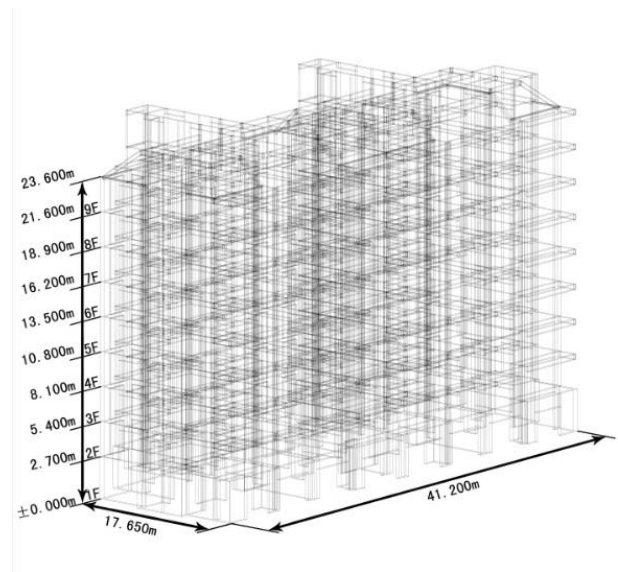 23.600m
21.600m 9F
18.900m 8F
16.200m 7F
13.500m 6F
10.800m 5F
8.100m 4F
5.400m 3F
2.700m 2F
±0.000m 1F
17.650m
41.200m